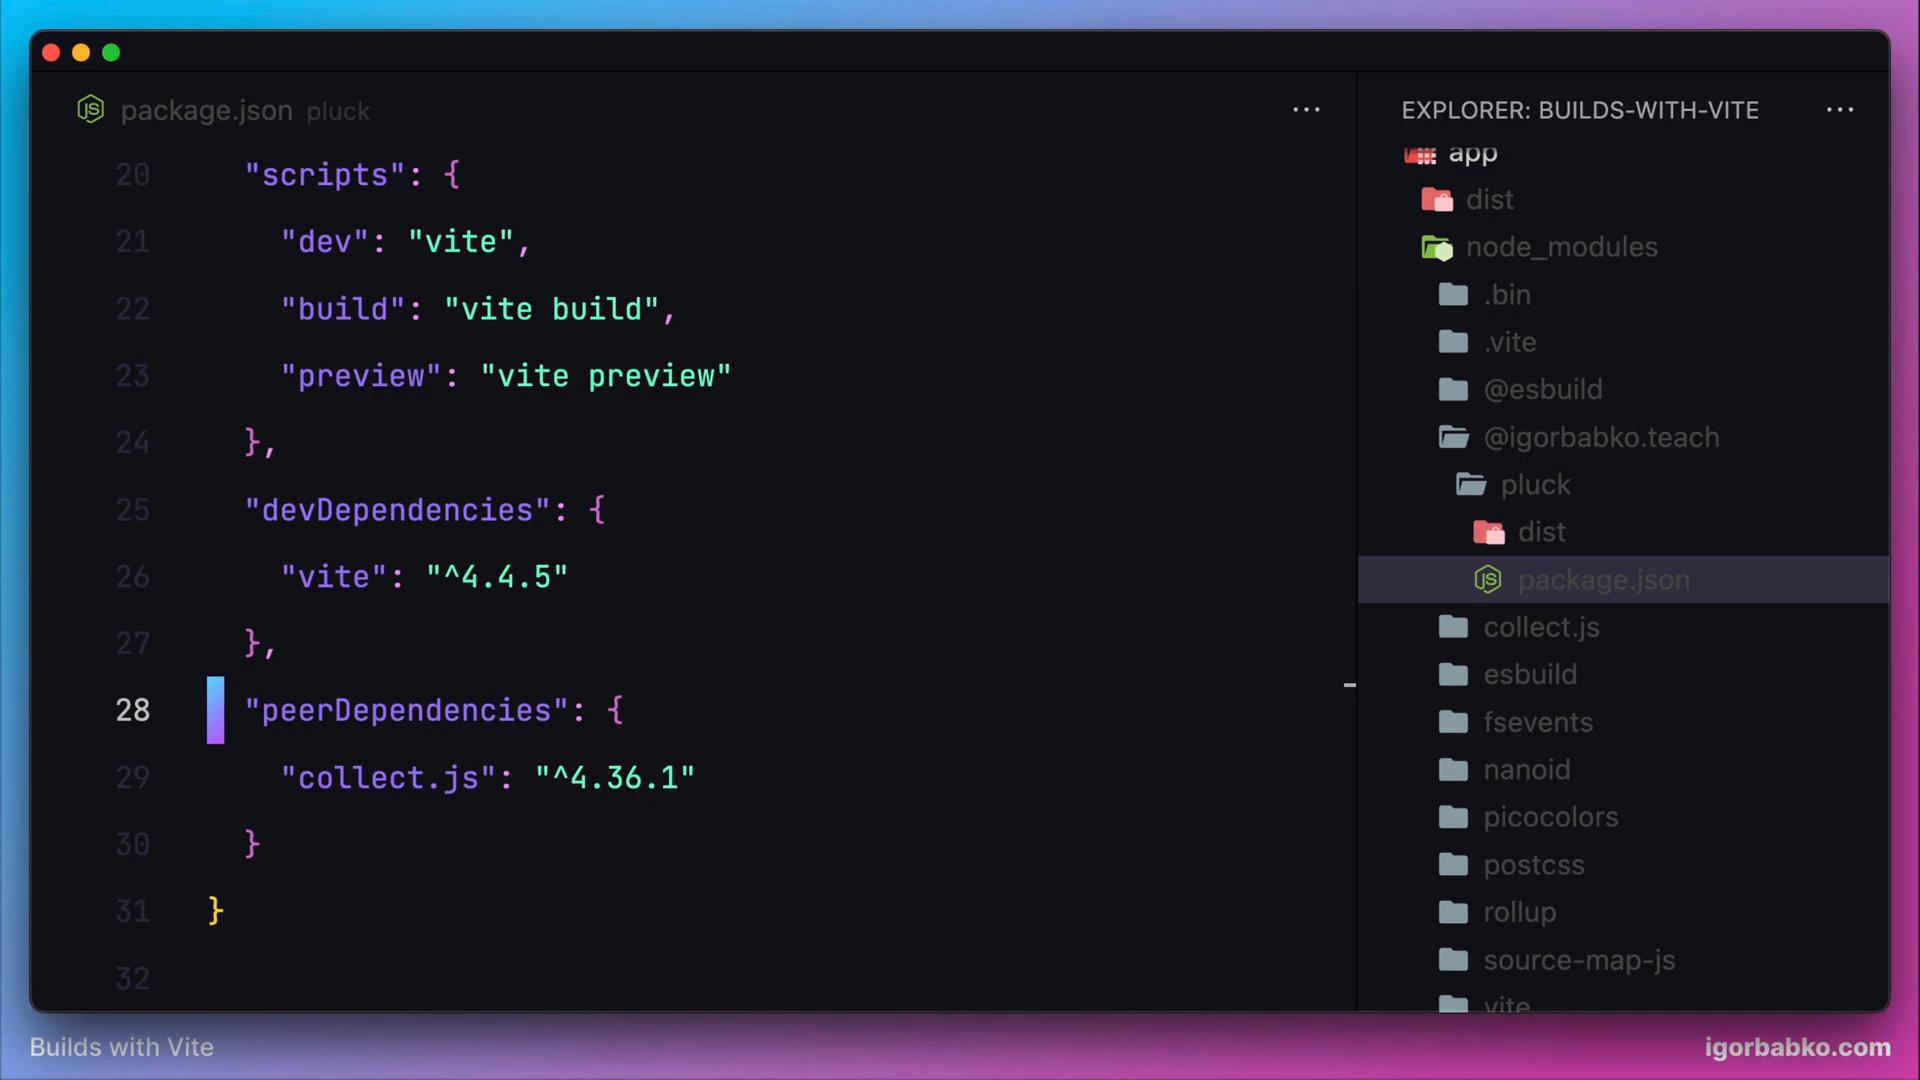 package.json pluck
20 "scripts": {
21 "dev": "vite",
22 "build": "vite build",
23 "preview": "vite preview"
24 },
25 "devDependencies": {
26 "vite": "^4.4.5"
27 },
28 "peerDependencies": {
29 "collect.js": "^4.36.1"
30 }
31 }
32
EXPLORER: BUILDS-WITH-VITE
app
dist
node_modules
.bin
.vite
@esbuild
@igorbabko.teach
pluck
dist
package.json
collect.js
esbuild
fsevents
nanoid
picocolors
postcss
rollup
source-map-js
vite
Builds with Vite
igorbabko.com